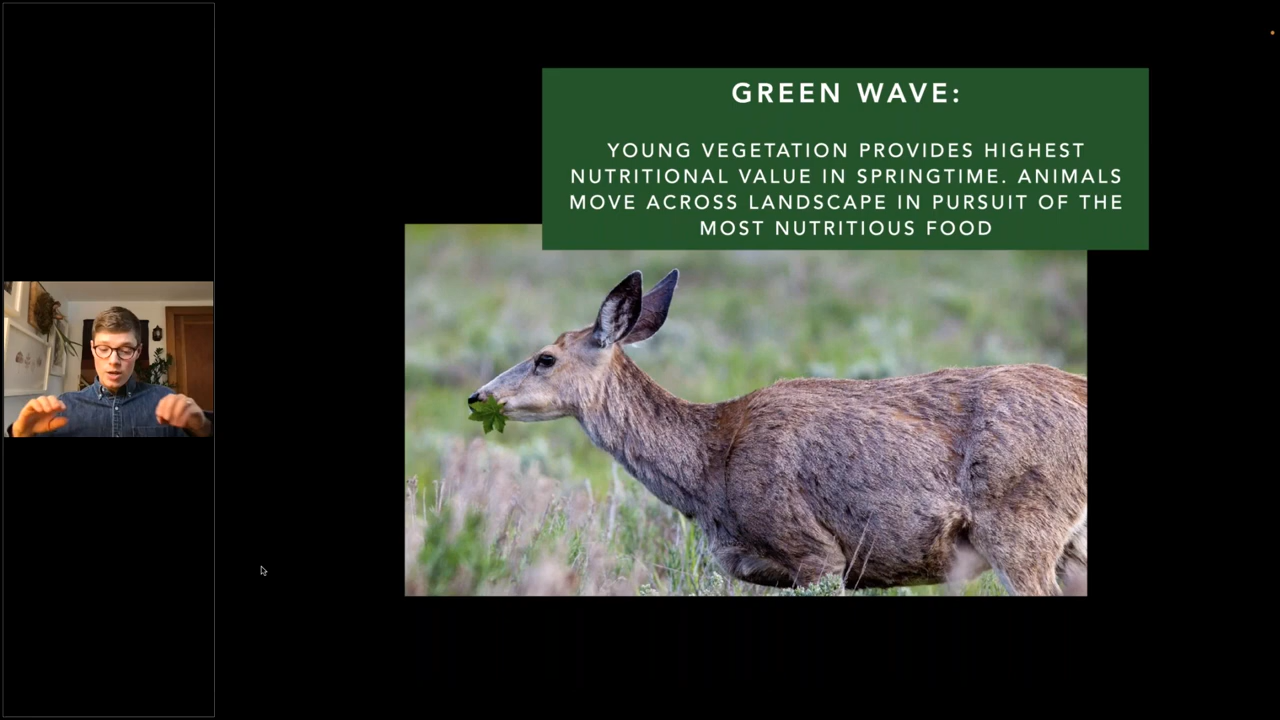 GREEN WAVE:
YOUNG VEGETATION PROVIDES HIGHEST
NUTRITIONAL VALUE IN SPRINGTIME. ANIMALS
MOVE ACROSS LANDSCAPE IN PURSUIT OF THE
MOST NUTRITIOUS FOOD